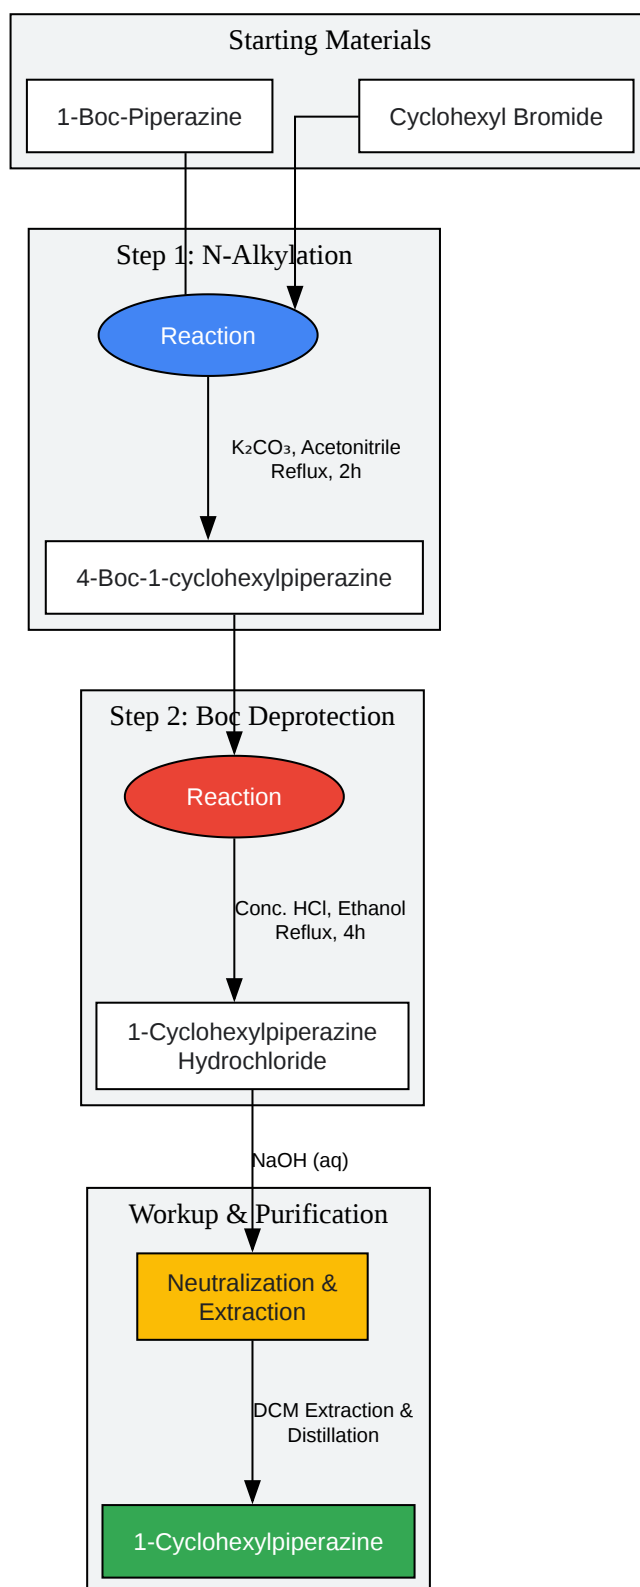 Starting Materials
1-Boc-Piperazine
Cyclohexyl Bromide
Step 1: N-Alkylation
Reaction
K₂CO₃, Acetonitrile
Reflux, 2h
4-Boc-1-cyclohexylpiperazine
Step 2: Boc Deprotection
Reaction
Conc. HCl, Ethanol
Reflux, 4h
1-Cyclohexylpiperazine
Hydrochloride
NaOH (aq)
Workup & Purification
Neutralization &
Extraction
DCM Extraction &
Distillation
1-Cyclohexylpiperazine